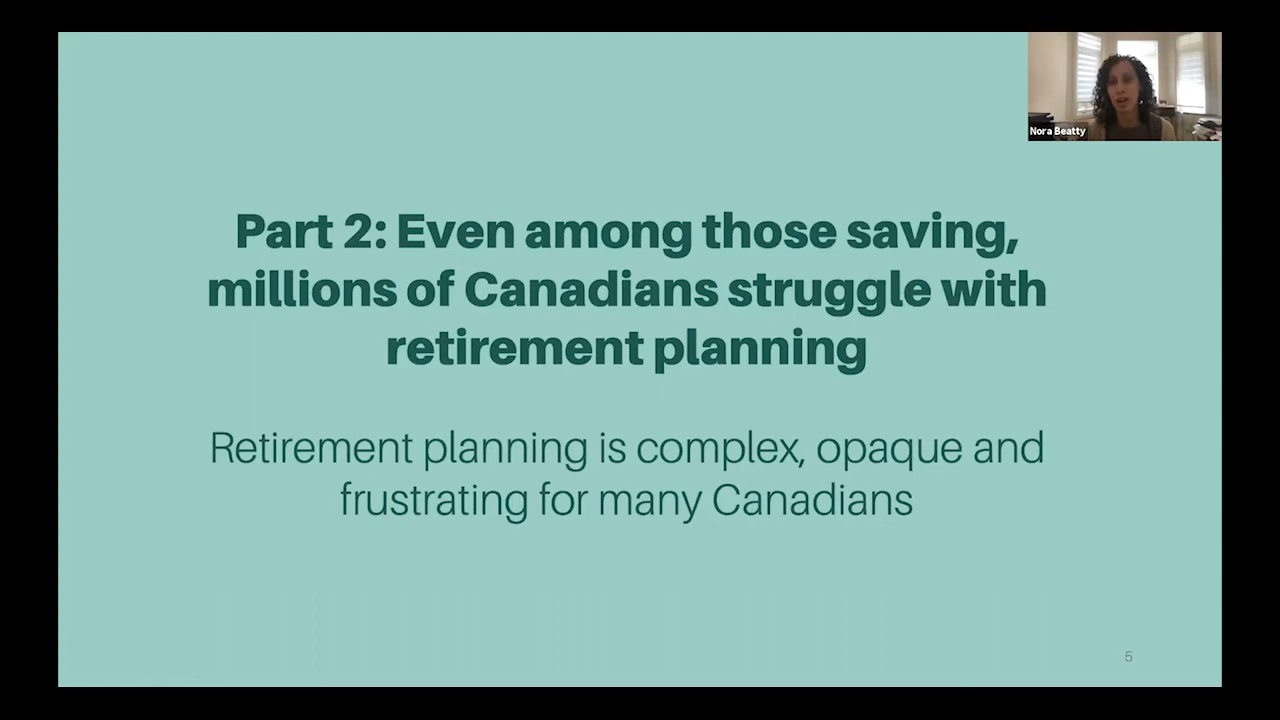 Nora Beatty
Part 2: Even among those saving,
millions of Canadians struggle with
retirement planning
Retirement planning is complex, opaque and
frustrating for many Canadians
5